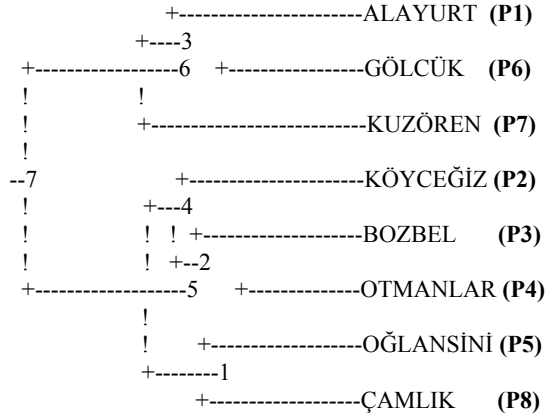 +--------------------ALAYURT (P1)
+----3
+------------------6 +----------------GÖLCÜK (P6)
! !
! +-------------------------KUZÖREN (P7)
!
--7 +---------------------KÖYCEĞİZ (P2)
! +---4
! ! ! +-------------------BOZBEL (P3)
! ! +--2
+-------------------5 +--------------OTMANLAR (P4)
!
! +------------------OĞLANSİNİ (P5)
+--------1
+------------------ÇAMLIK (P8)